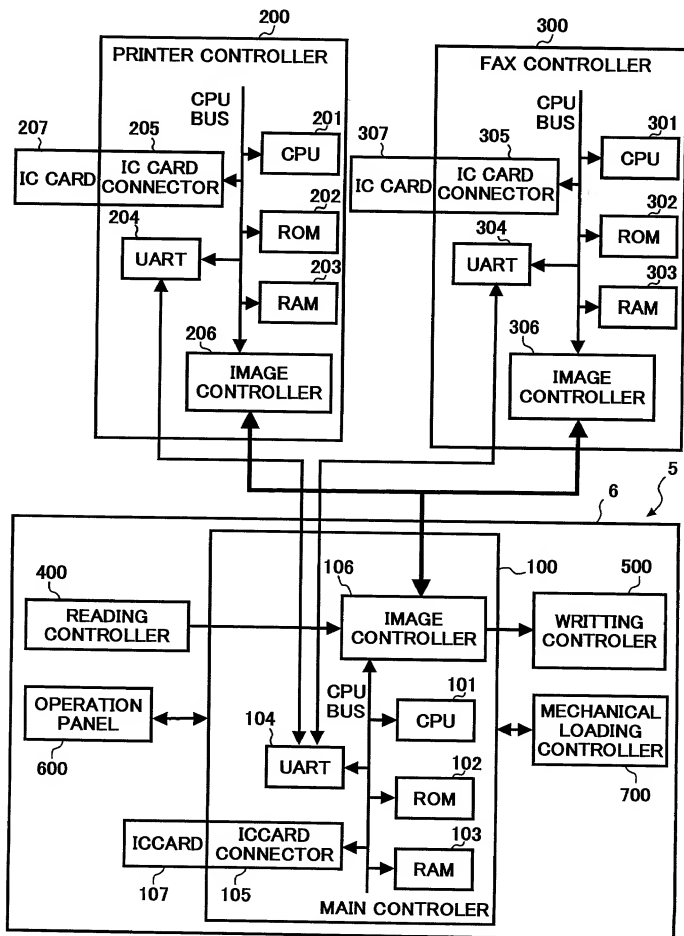 200
PRINTER CONTROLLER
CPU
BUS
201
CPU
207
205
IC CARD
IC CARD
CONNECTOR
202
ROM
204
UART
203
RAM
206
IMAGE
CONTROLLER
300
FAX CONTROLLER
CPU
BUS
301
CPU
307
305
IC CARD
IC CARD
CONNECTOR
302
ROM
304
UART
303
RAM
306
IMAGE
CONTROLLER
5
6
100
106
IMAGE
CONTROLLER
400
READING
CONTROLLER
500
WRITTING
CONTROLER
OPERATION
PANEL
600
CPU
BUS
101
CPU
MECHANICAL
LOADING
CONTROLLER
700
104
UART
102
ROM
ICCARD
ICCARD
CONNECTOR
103
RAM
107
105
MAIN CONTROLER